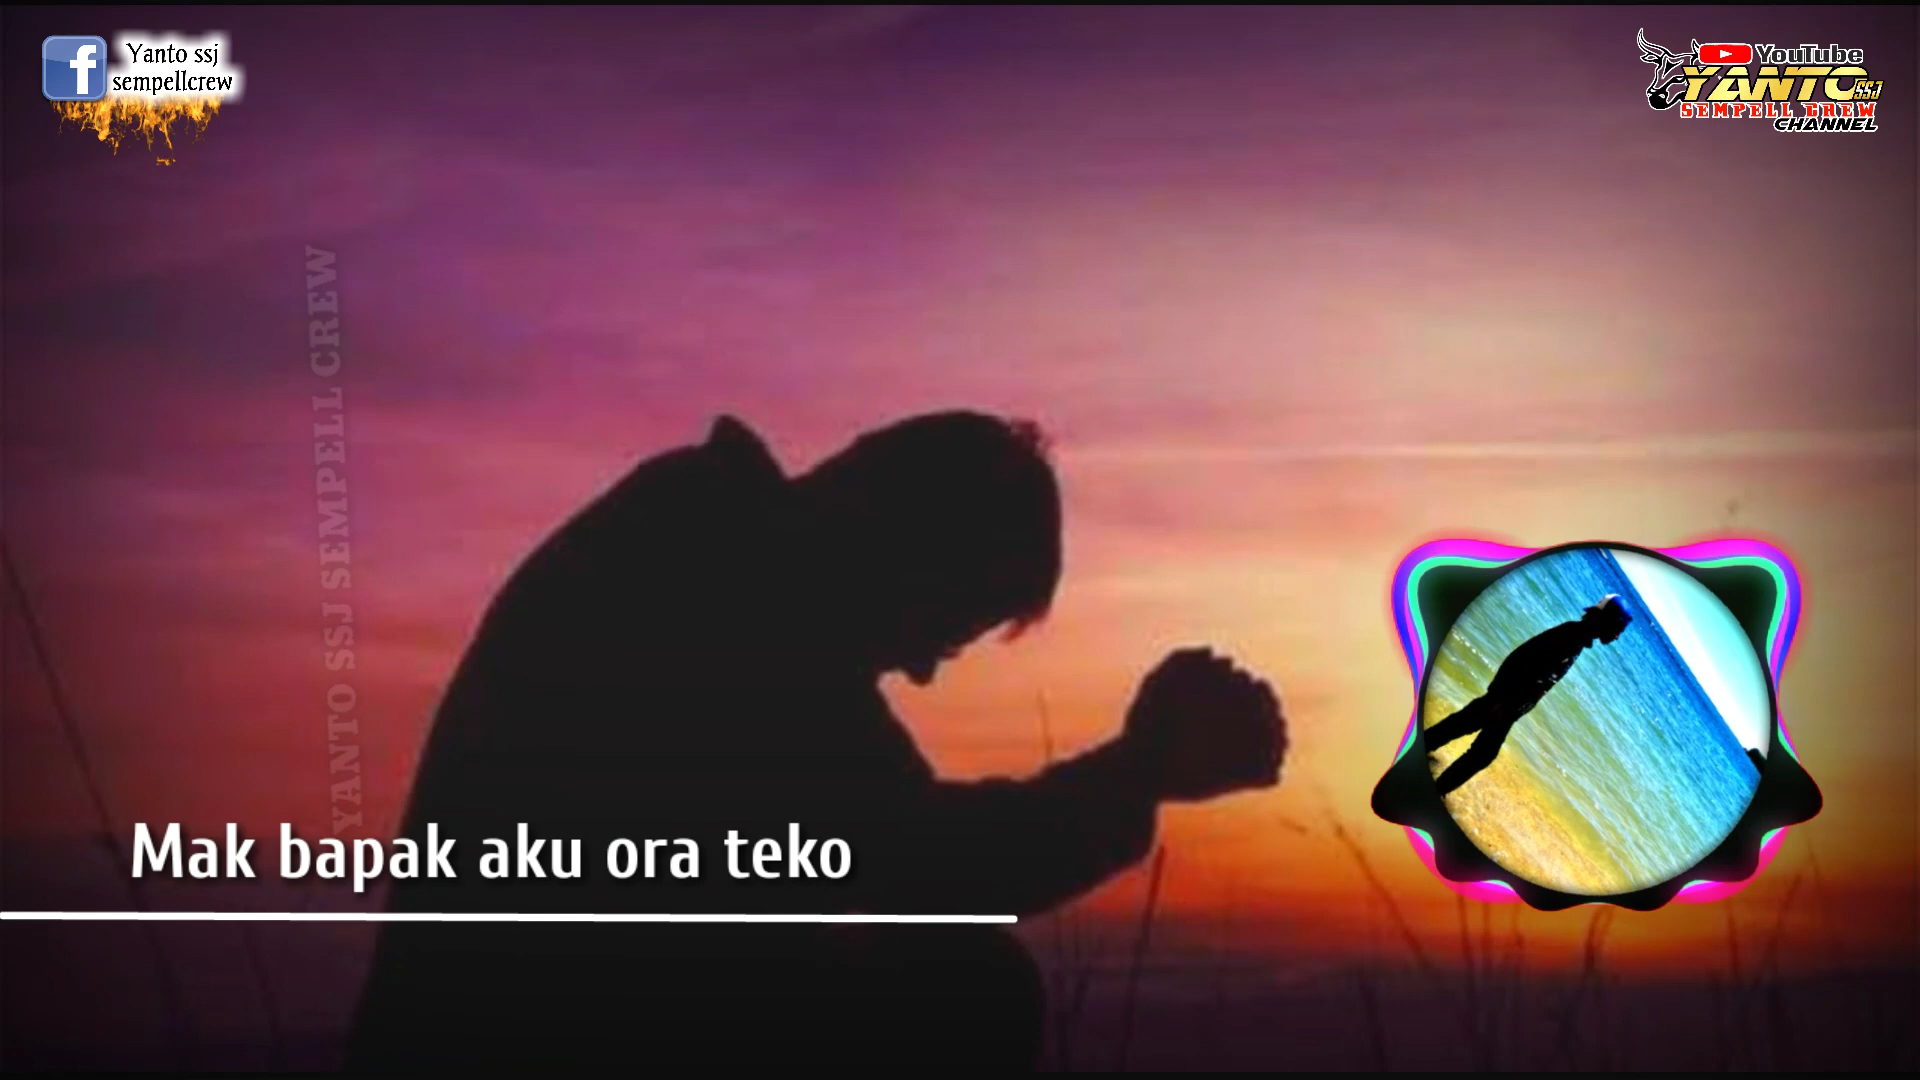 Yanto ssj
sempellcrew
YouTube
YANTO SSJ
SEMPELL CREW
CHANNEL
YANTO SSJ SEMPELL CREW
Mak bapak aku ora teko